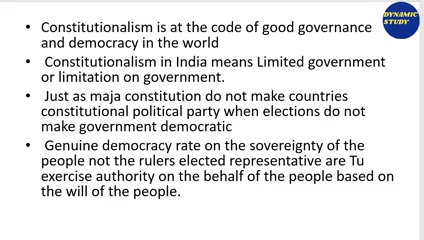 DYNAMIC
STUDY
• Constitutionalism is at the code of good governance
and democracy in the world
• Constitutionalism in India means Limited government
or limitation on government.
• Just as maja constitution do not make countries
constitutional political party when elections do not
make government democratic
• Genuine democracy rate on the sovereignty of the
people not the rulers elected representative are Tu
exercise authority on the behalf of the people based on
the will of the people.